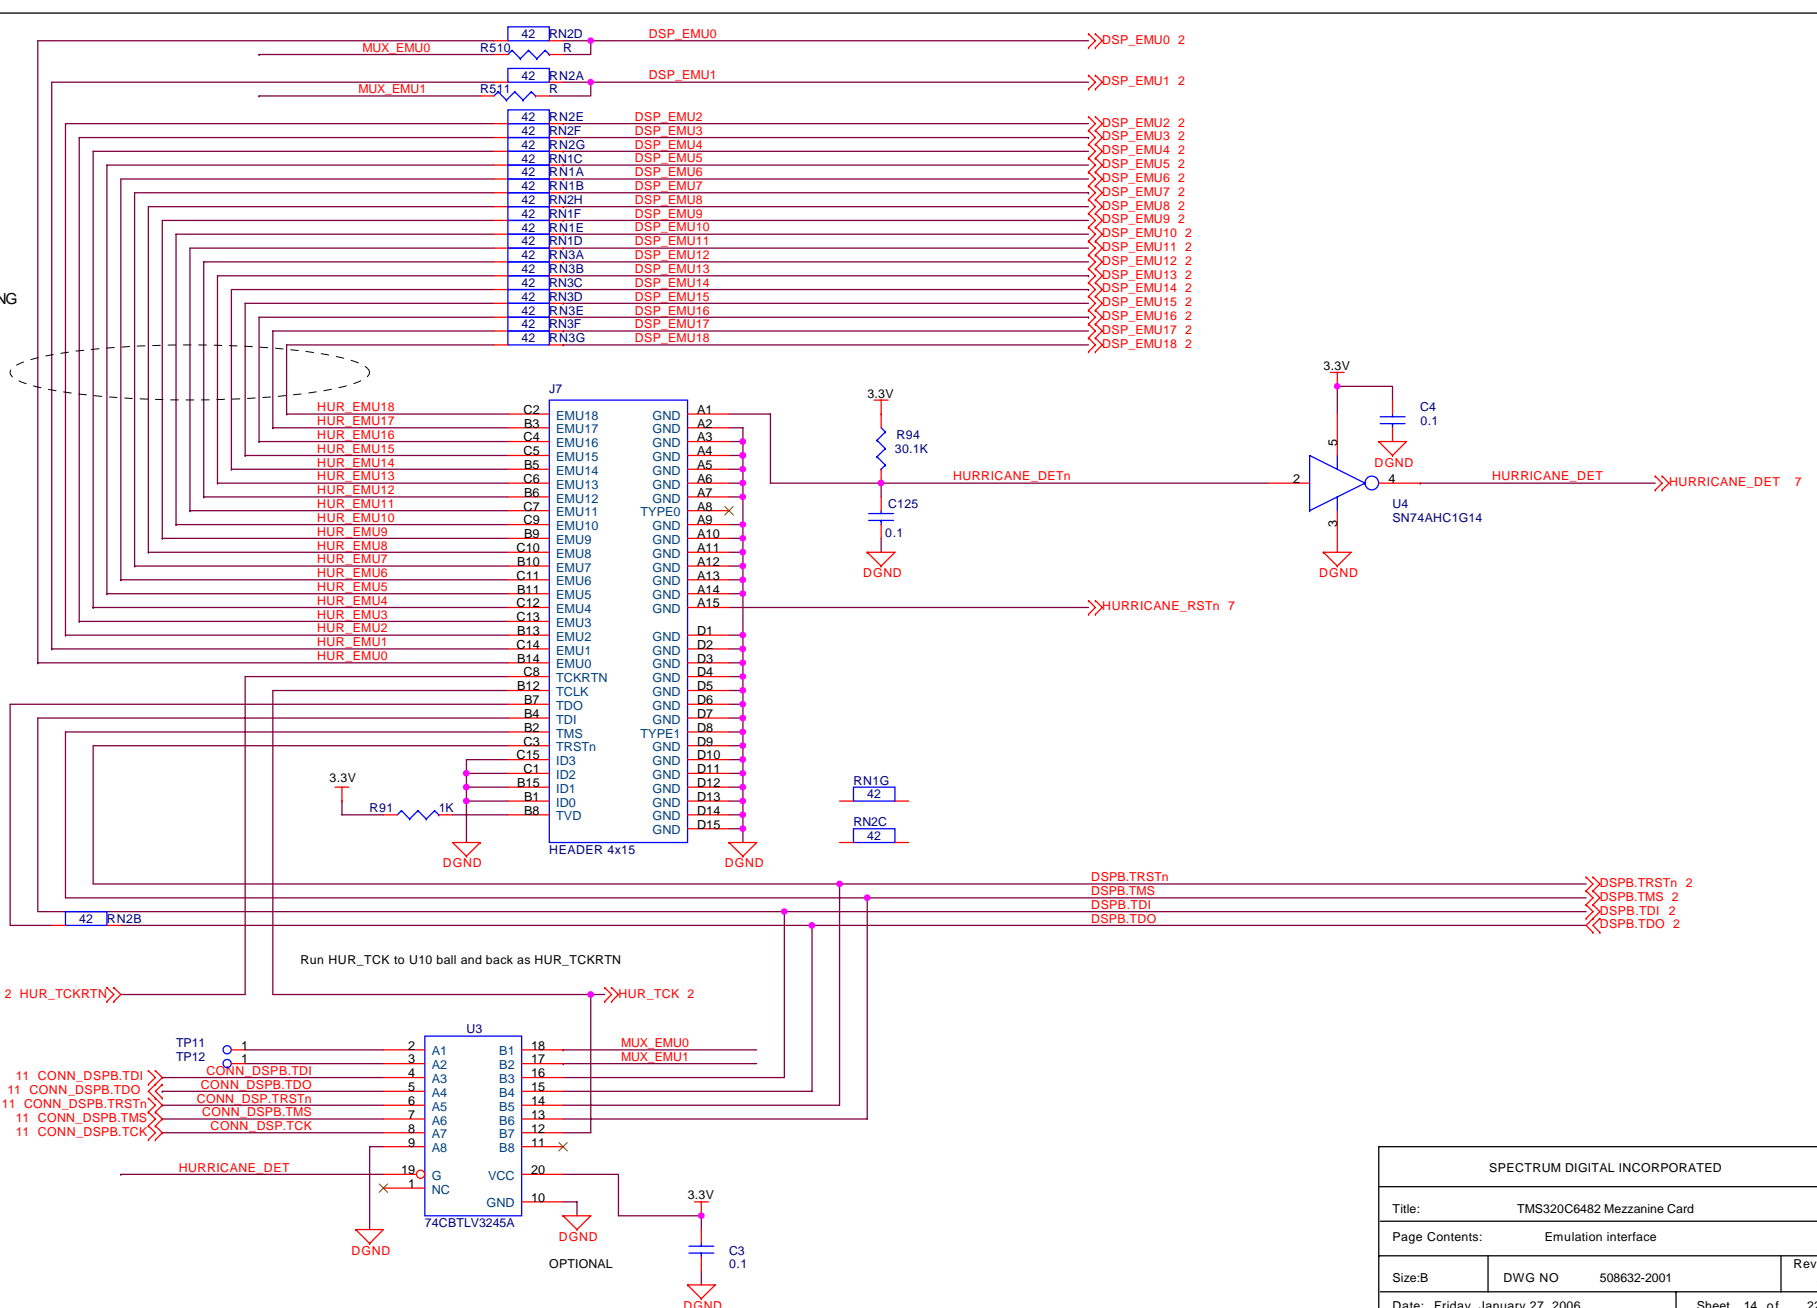 42 RN2D DSP_EMU0
MUX_EMU0 R510 R
DSP_EMU0 2
42 RN2A DSP_EMU1
MUX_EMU1 R511 R
DSP_EMU1 2
42 RN2E DSP_EMU2 DSP_EMU2 2
42 RN2F DSP_EMU3 DSP_EMU3 2
42 RN2G DSP_EMU4 DSP_EMU4 2
42 RN1C DSP_EMU5 DSP_EMU5 2
42 RN1A DSP_EMU6 DSP_EMU6 2
42 RN1B DSP_EMU7 DSP_EMU7 2
42 RN2H DSP_EMU8 DSP_EMU8 2
42 RN1F DSP_EMU9 DSP_EMU9 2
42 RN1E DSP_EMU10 DSP_EMU10 2
42 RN1D DSP_EMU11 DSP_EMU11 2
42 RN3A DSP_EMU12 DSP_EMU12 2
42 RN3B DSP_EMU13 DSP_EMU13 2
42 RN3C DSP_EMU14 DSP_EMU14 2
42 RN3D DSP_EMU15 DSP_EMU15 2
42 RN3E DSP_EMU16 DSP_EMU16 2
42 RN3F DSP_EMU17 DSP_EMU17 2
42 RN3G DSP_EMU18 DSP_EMU18 2
NG
J7
HUR_EMU18 C2 EMU18 GND A1
HUR_EMU17 B3 EMU17 GND A2
HUR_EMU16 C4 EMU16 GND A3
HUR_EMU15 C5 EMU15 GND A4
HUR_EMU14 B5 EMU14 GND A5
HUR_EMU13 C6 EMU13 GND A6
HUR_EMU12 B6 EMU12 GND A7
HUR_EMU11 C7 EMU11 TYPE0 A8
HUR_EMU10 C9 EMU10 GND A9
HUR_EMU9 B9 EMU9 GND A10
HUR_EMU8 C10 EMU8 GND A11
HUR_EMU7 B10 EMU7 GND A12
HUR_EMU6 C11 EMU6 GND A13
HUR_EMU5 B11 EMU5 GND A14
HUR_EMU4 C12 EMU4 GND A15
HUR_EMU3 C13 EMU3
HUR_EMU2 B13 EMU2 GND D1
HUR_EMU1 C14 EMU1 GND D2
HUR_EMU0 B14 EMU0 GND D3
C8 TCKRTN GND D4
B12 TCLK GND D5
B7 TDO GND D6
B4 TDI GND D7
B2 TMS TYPE1 D8
C3 TRSTn GND D9
C15 ID3 GND D10
C1 ID2 GND D11
B15 ID1 GND D12
B1 ID0 GND D13
B8 TVD GND D14
GND D15
HEADER 4x15
3.3V
R91 1K
DGND
DGND
3.3V
R94
30.1K
HURRICANE_DETn
C125
0.1
DGND
HURRICANE_RSTn 7
3.3V
C4
0.1
DGND
5
2
4
3
U4
SN74AHC1G14
DGND
HURRICANE_DET
HURRICANE_DET 7
RN1G
42
RN2C
42
DSPB.TRSTn DSPB.TRSTn 2
DSPB.TMS DSPB.TMS 2
DSPB.TDI DSPB.TDI 2
DSPB.TDO DSPB.TDO 2
42 RN2B
Run HUR_TCK to U10 ball and back as HUR_TCKRTN
2 HUR_TCKRTN
HUR_TCK 2
U3
TP11 1 2 A1 B1 18 MUX_EMU0
TP12 1 3 A2 B2 17 MUX_EMU1
11 CONN_DSPB.TDI CONN_DSPB.TDI 4 A3 B3 16
11 CONN_DSPB.TDO CONN_DSPB.TDO 5 A4 B4 15
11 CONN_DSPB.TRSTn CONN_DSP.TRSTn 6 A5 B5 14
11 CONN_DSPB.TMS CONN_DSPB.TMS 7 A6 B6 13
11 CONN_DSPB.TCK CONN_DSP.TCK 8 A7 B7 12
9 A8 B8 11
HURRICANE_DET 19 G VCC 20
1 NC
GND 10
74CBTLV3245A
DGND
DGND
OPTIONAL
3.3V
C3
0.1
DGND
SPECTRUM DIGITAL INCORPORATED
Title: TMS320C6482 Mezzanine Card
Page Contents: Emulation interface
Size:B DWG NO 508632-2001 Rev
Date: Friday, January 27, 2006 Sheet 14 of